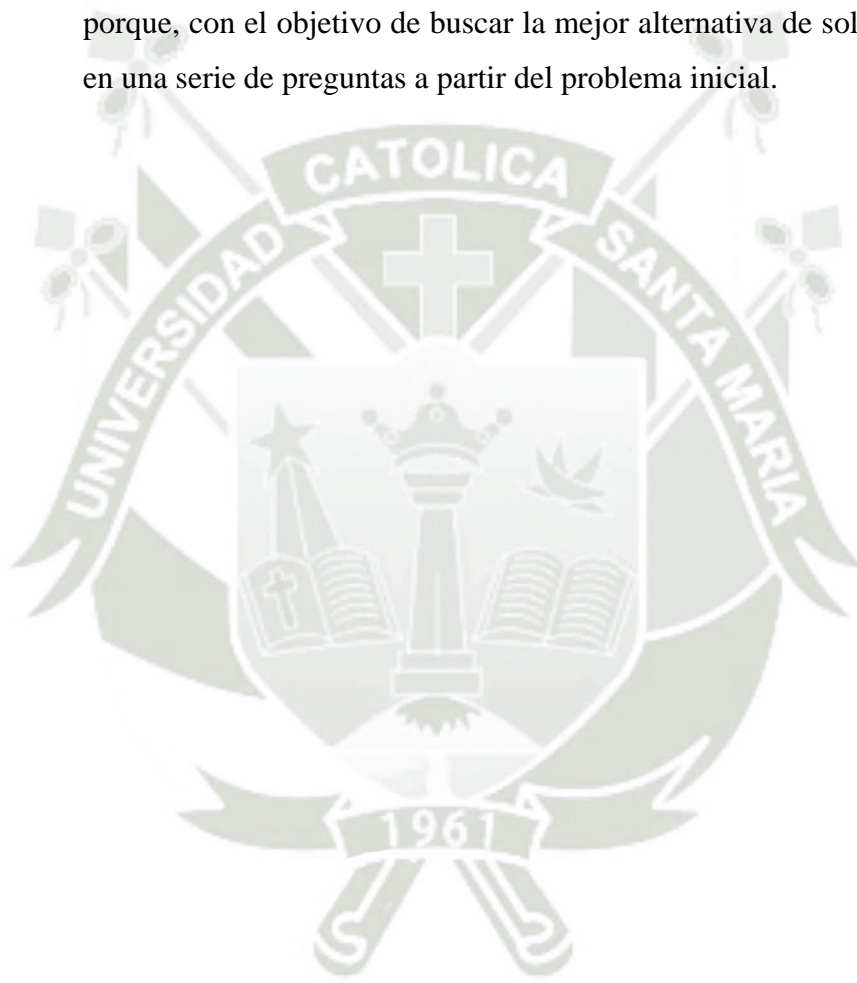 porque, con el objetivo de buscar la mejor alternativa de sol
en una serie de preguntas a partir del problema inicial.
UNIVERSIDAD CATOLICA SANTA MARIA
1961